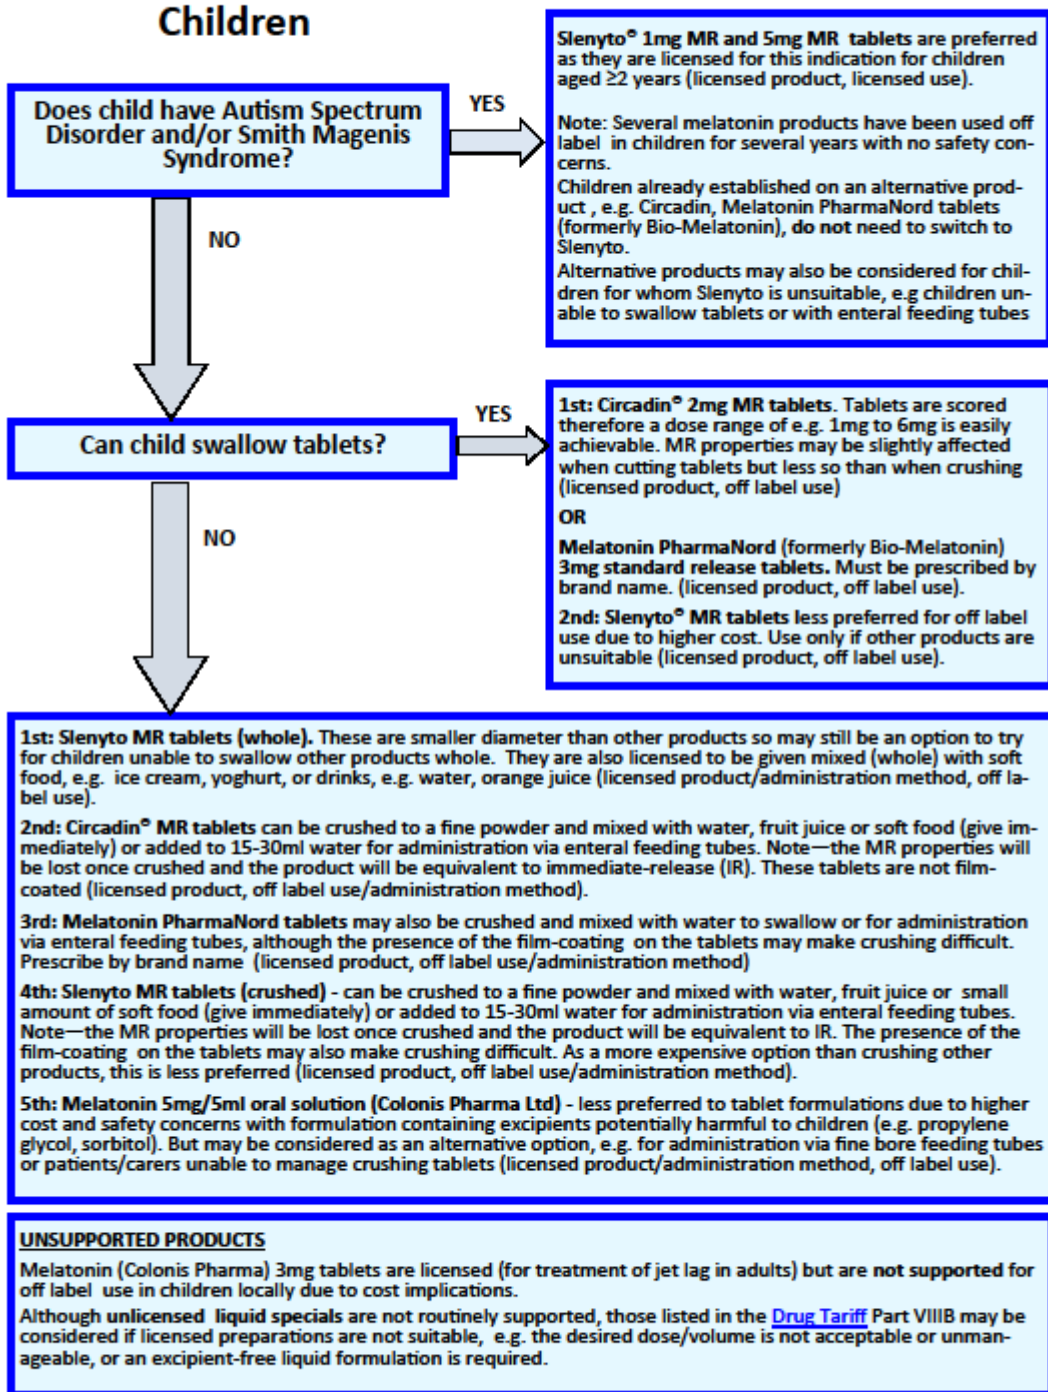 Children
Does child have Autism Spectrum
Disorder and/or Smith Magenis
Syndrome?
YES
Slenyto® 1mg MR and 5mg MR tablets are preferred
as they are licensed for this indication for children
aged ≥2 years (licensed product, licensed use).
Note: Several melatonin products have been used off
label in children for several years with no safety con-
cerns.
Children already established on an alternative prod-
uct , e.g. Circadin, Melatonin PharmaNord tablets
(formerly Bio-Melatonin), do not need to switch to
Slenyto.
Alternative products may also be considered for chil-
dren for whom Slenyto is unsuitable, e.g children un-
able to swallow tablets or with enteral feeding tubes
NO
Can child swallow tablets?
YES
1st: Circadin® 2mg MR tablets. Tablets are scored
therefore a dose range of e.g. 1mg to 6mg is easily
achievable. MR properties may be slightly affected
when cutting tablets but less so than when crushing
(licensed product, off label use)
OR
Melatonin PharmaNord (formerly Bio-Melatonin)
3mg standard release tablets. Must be prescribed by
brand name. (licensed product, off label use).
2nd: Slenyto® MR tablets less preferred for off label
use due to higher cost. Use only if other products are
unsuitable (licensed product, off label use).
NO
1st: Slenyto MR tablets (whole). These are smaller diameter than other products so may still be an option to try
for children unable to swallow other products whole. They are also licensed to be given mixed (whole) with soft
food, e.g. ice cream, yoghurt, or drinks, e.g. water, orange juice (licensed product/administration method, off la-
bel use).
2nd: Circadin® MR tablets can be crushed to a fine powder and mixed with water, fruit juice or soft food (give im-
mediately) or added to 15-30ml water for administration via enteral feeding tubes. Note—the MR properties will
be lost once crushed and the product will be equivalent to immediate-release (IR). These tablets are not film-
coated (licensed product, off label use/administration method).
3rd: Melatonin PharmaNord tablets may also be crushed and mixed with water to swallow or for administration
via enteral feeding tubes, although the presence of the film-coating on the tablets may make crushing difficult.
Prescribe by brand name (licensed product, off label use/administration method)
4th: Slenyto MR tablets (crushed) - can be crushed to a fine powder and mixed with water, fruit juice or small
amount of soft food (give immediately) or added to 15-30ml water for administration via enteral feeding tubes.
Note—the MR properties will be lost once crushed and the product will be equivalent to IR. The presence of the
film-coating on the tablets may also make crushing difficult. As a more expensive option than crushing other
products, this is less preferred (licensed product, off label use/administration method).
5th: Melatonin 5mg/5ml oral solution (Colonis Pharma Ltd) - less preferred to tablet formulations due to higher
cost and safety concerns with formulation containing excipients potentially harmful to children (e.g. propylene
glycol, sorbitol). But may be considered as an alternative option, e.g. for administration via fine bore feeding tubes
or patients/carers unable to manage crushing tablets (licensed product/administration method, off label use).
UNSUPPORTED PRODUCTS
Melatonin (Colonis Pharma) 3mg tablets are licensed (for treatment of jet lag in adults) but are not supported for
off label use in children locally due to cost implications.
Although unlicensed liquid specials are not routinely supported, those listed in the Drug Tariff Part VIIIB may be
considered if licensed preparations are not suitable, e.g. the desired dose/volume is not acceptable or unman-
ageable, or an excipient-free liquid formulation is required.